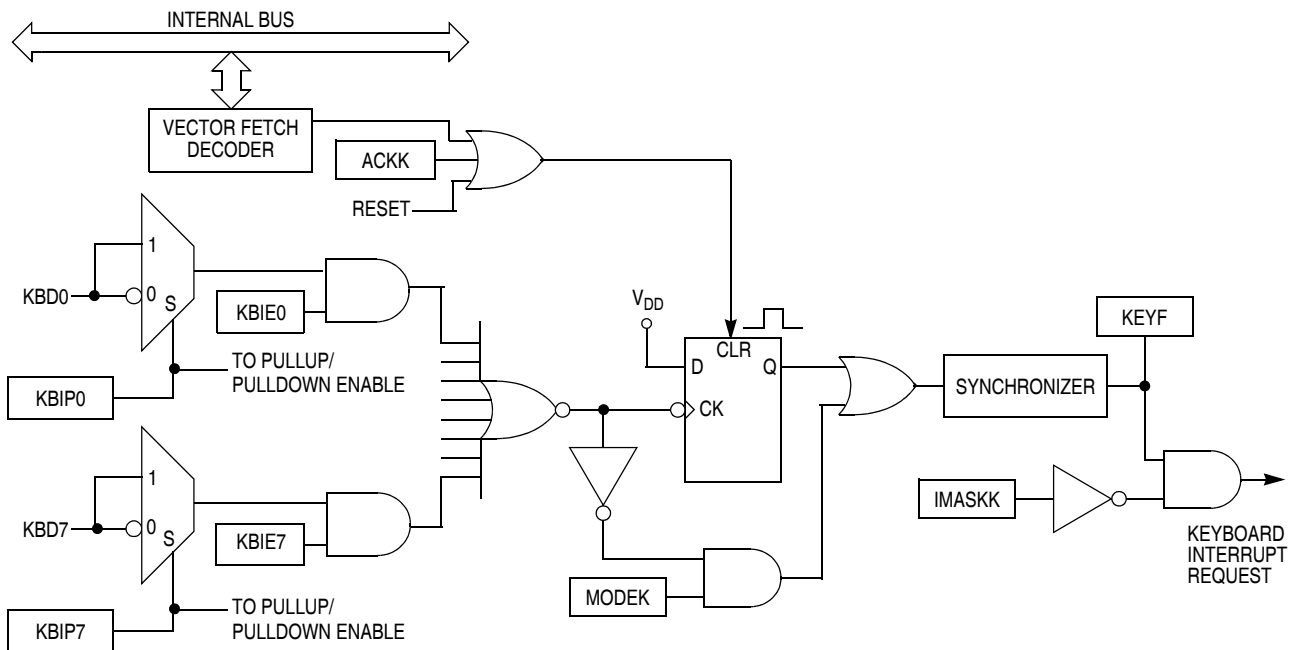 INTERNAL BUS
VECTOR FETCH
DECODER
ACKK
RESET
1
KBD0
0
S
KBIE0
TO PULLUP/
PULLDOWN ENABLE
KBIP0
VDD
CLR
D
Q
CK
KEYF
SYNCHRONIZER
1
KBD7
0
S
KBIE7
TO PULLUP/
PULLDOWN ENABLE
KBIP7
MODEK
IMASKK
KEYBOARD
INTERRUPT
REQUEST